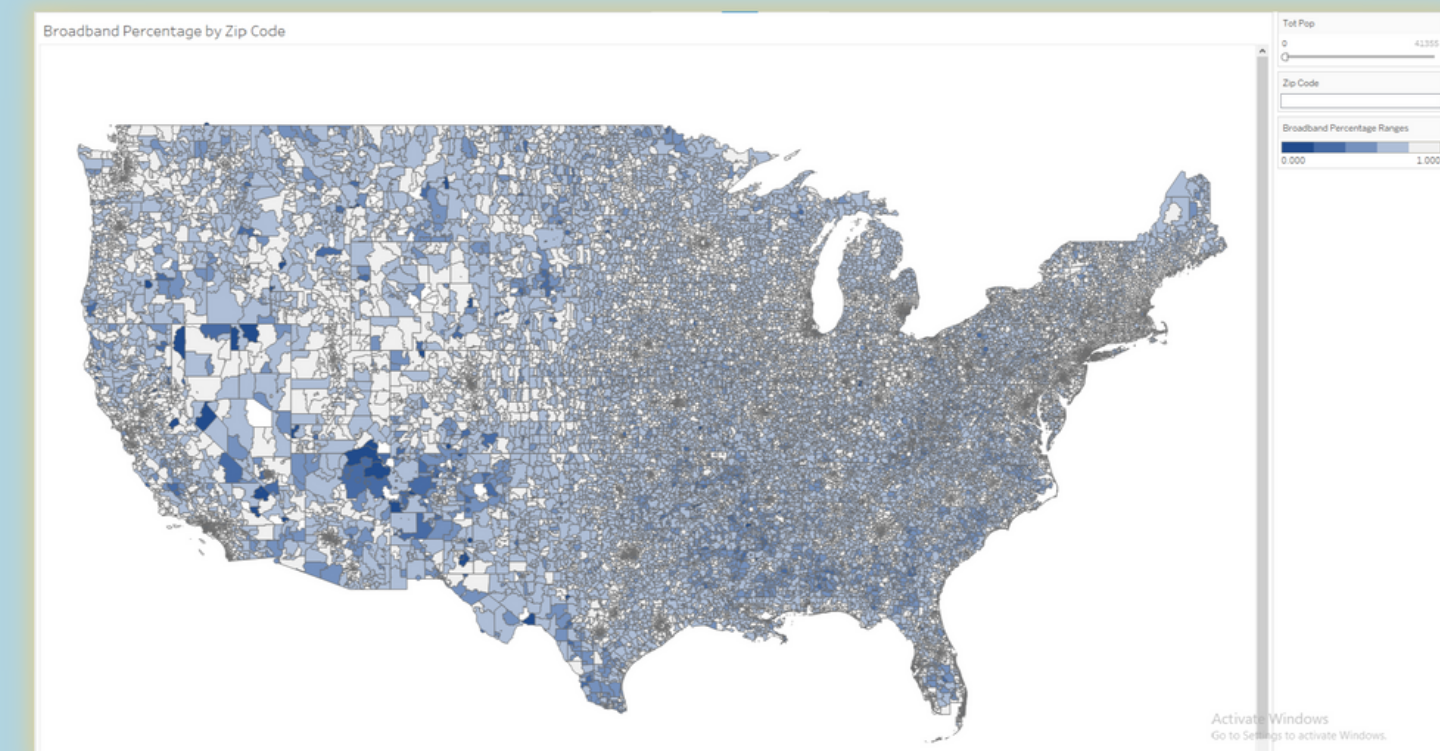 Broadband Percentage by Zip Code
Tot Pop
0 41355
Zip Code
Broadband Percentage Ranges
0.000 1.000
Activate Windows
Go to Settings to activate Windows.